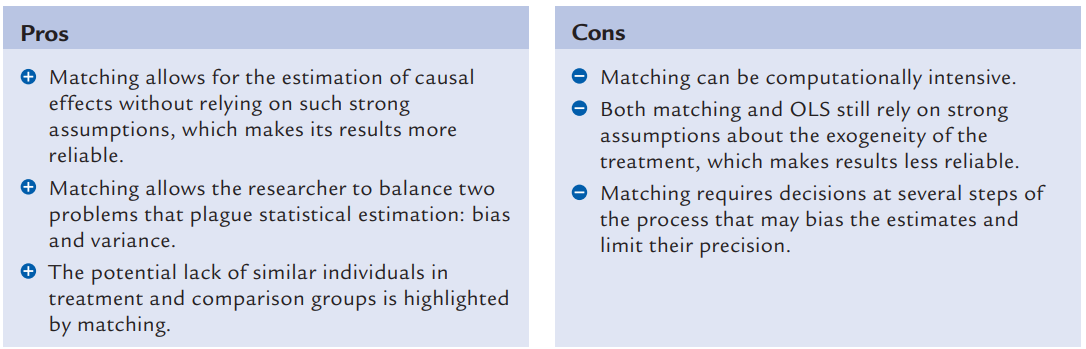 Pros
Matching allows for the estimation of causal
effects without relying on such strong
assumptions, which makes its results more
reliable.
Matching allows the researcher to balance two
problems that plague statistical estimation: bias
and variance.
The potential lack of similar individuals in
treatment and comparison groups is highlighted
by matching.
Cons
Matching can be computationally intensive.
Both matching and OLS still rely on strong
assumptions about the exogeneity of the
treatment, which makes results less reliable.
Matching requires decisions at several steps of
the process that may bias the estimates and
limit their precision.